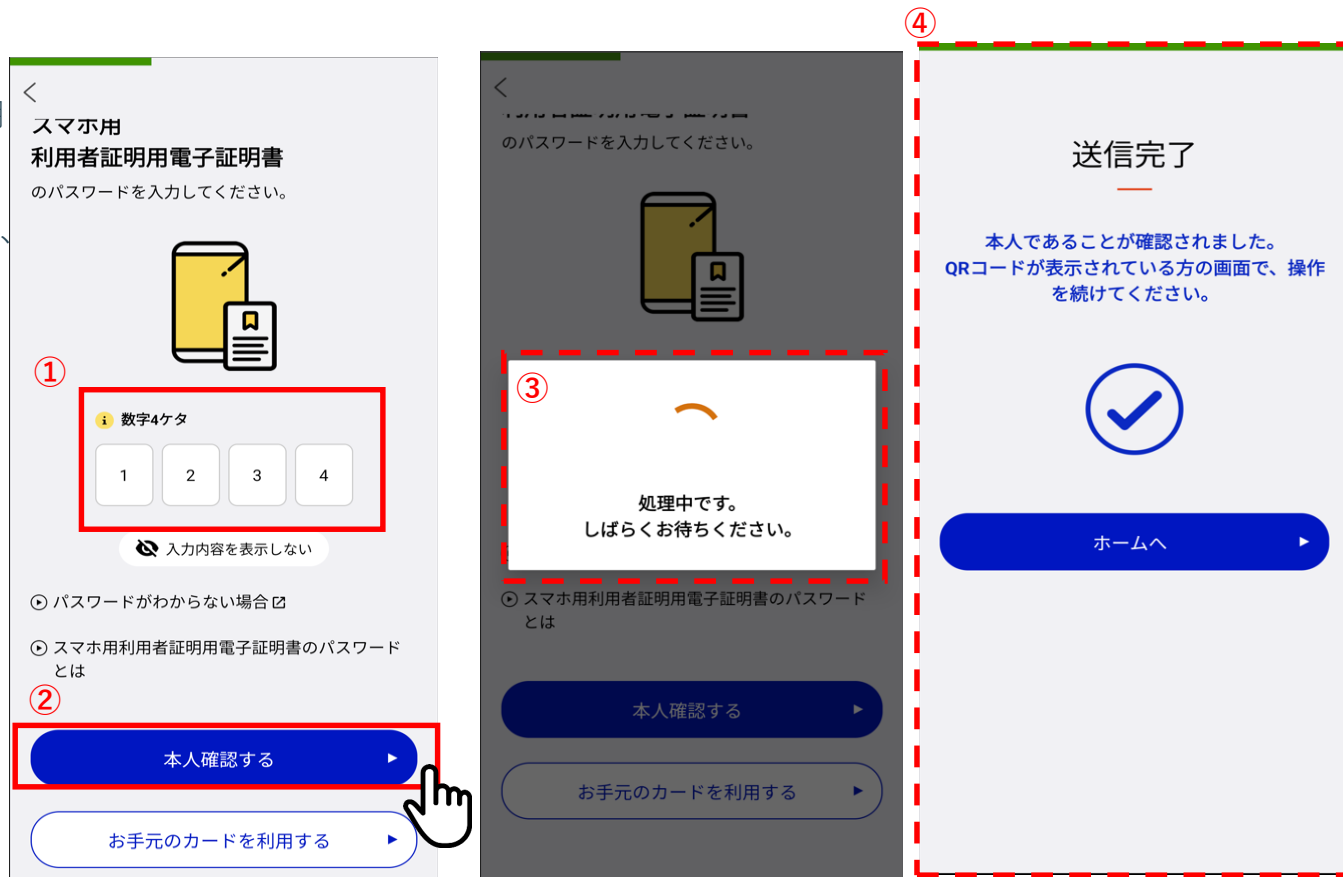 スマホ用
利用者証明用電子証明書
のパスワードを入力してください。
①
数字4ケタ
1 2 3 4
入力内容を表示しない
パスワードがわからない場合
スマホ用利用者証明用電子証明書のパスワード
とは
②
本人確認する
お手元のカードを利用する
のパスワードを入力してください。
③
処理中です。
しばらくお待ちください。
スマホ用利用者証明用電子証明書のパスワード
とは
本人確認する
お手元のカードを利用する
④
送信完了
本人であることが確認されました。
QRコードが表示されている方の画面で、操作
を続けてください。
ホームへ